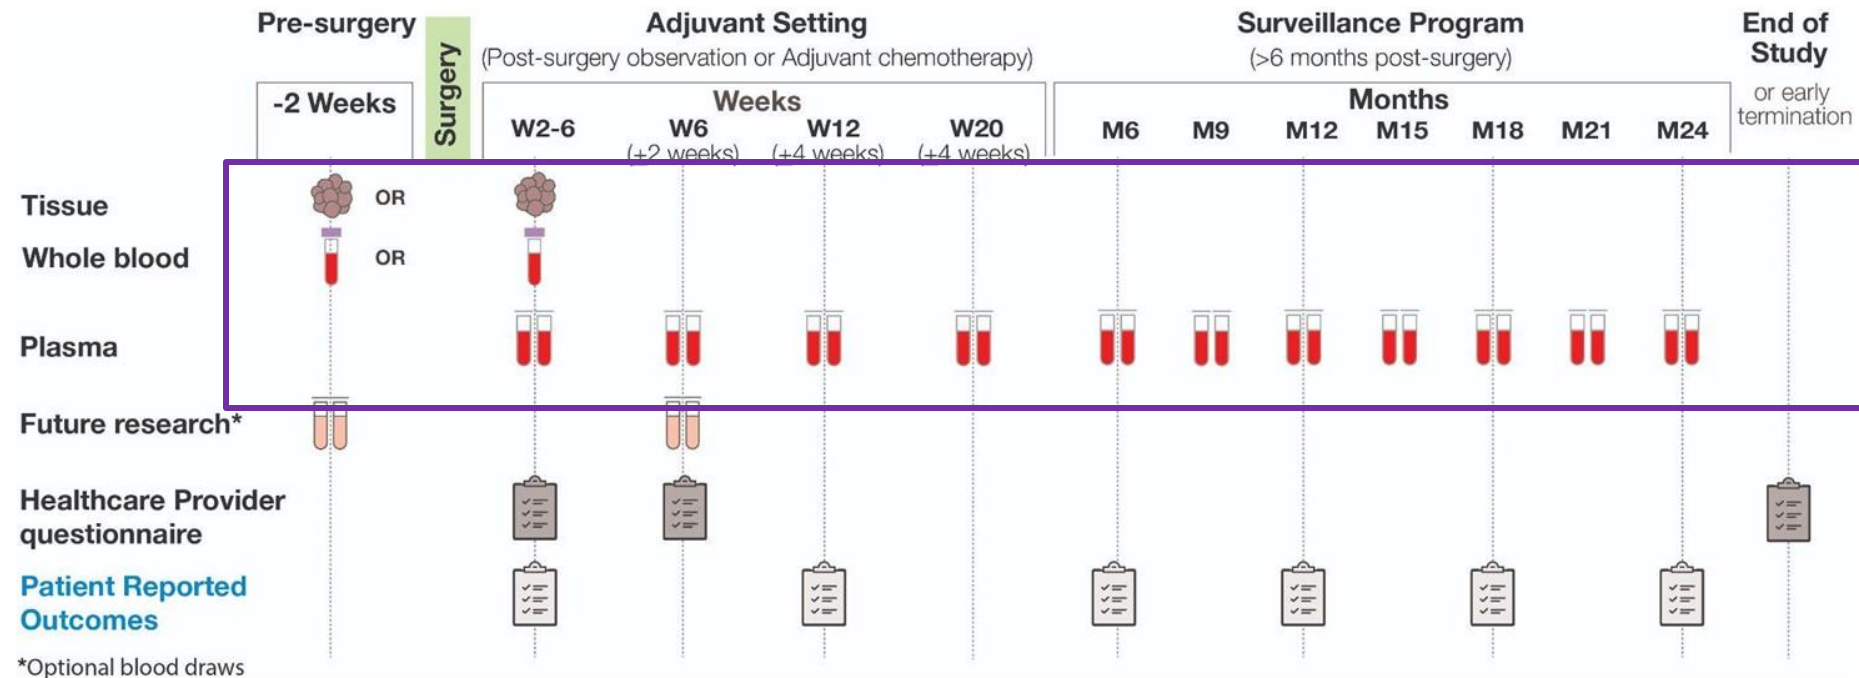 Pre-surgery
Surgery
Adjuvant Setting
(Post-surgery observation or Adjuvant chemotherapy)
Surveillance Program
(>6 months post-surgery)
End of
Study
or early
termination
-2 Weeks
Weeks
W2-6
W6
(±2 weeks)
W12
(±4 weeks)
W20
(±4 weeks)
Months
M6
M9
M12
M15
M18
M21
M24
Tissue
OR
Whole blood
OR
Plasma
Future research*
Healthcare Provider
questionnaire
Patient Reported
Outcomes
*Optional blood draws